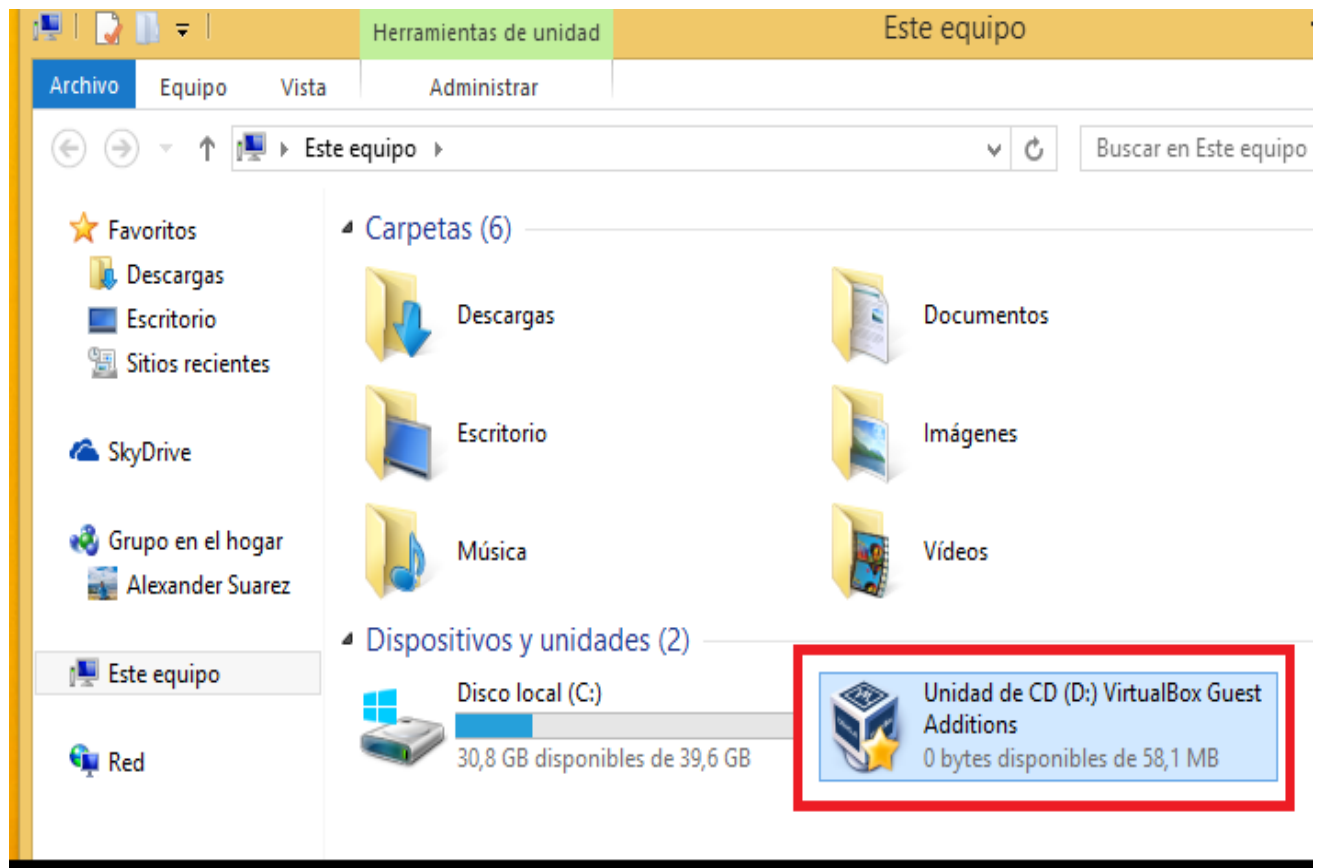 Herramientas de unidad
Este equipo
Archivo
Equipo
Vista
Administrar
Este equipo
Buscar en Este equipo
Favoritos
Descargas
Escritorio
Sitios recientes
SkyDrive
Grupo en el hogar
Alexander Suarez
Este equipo
Red
Carpetas (6)
Descargas
Documentos
Escritorio
Imágenes
Música
Vídeos
Dispositivos y unidades (2)
Disco local (C:)
30,8 GB disponibles de 39,6 GB
Unidad de CD (D:) VirtualBox Guest
Additions
0 bytes disponibles de 58,1 MB